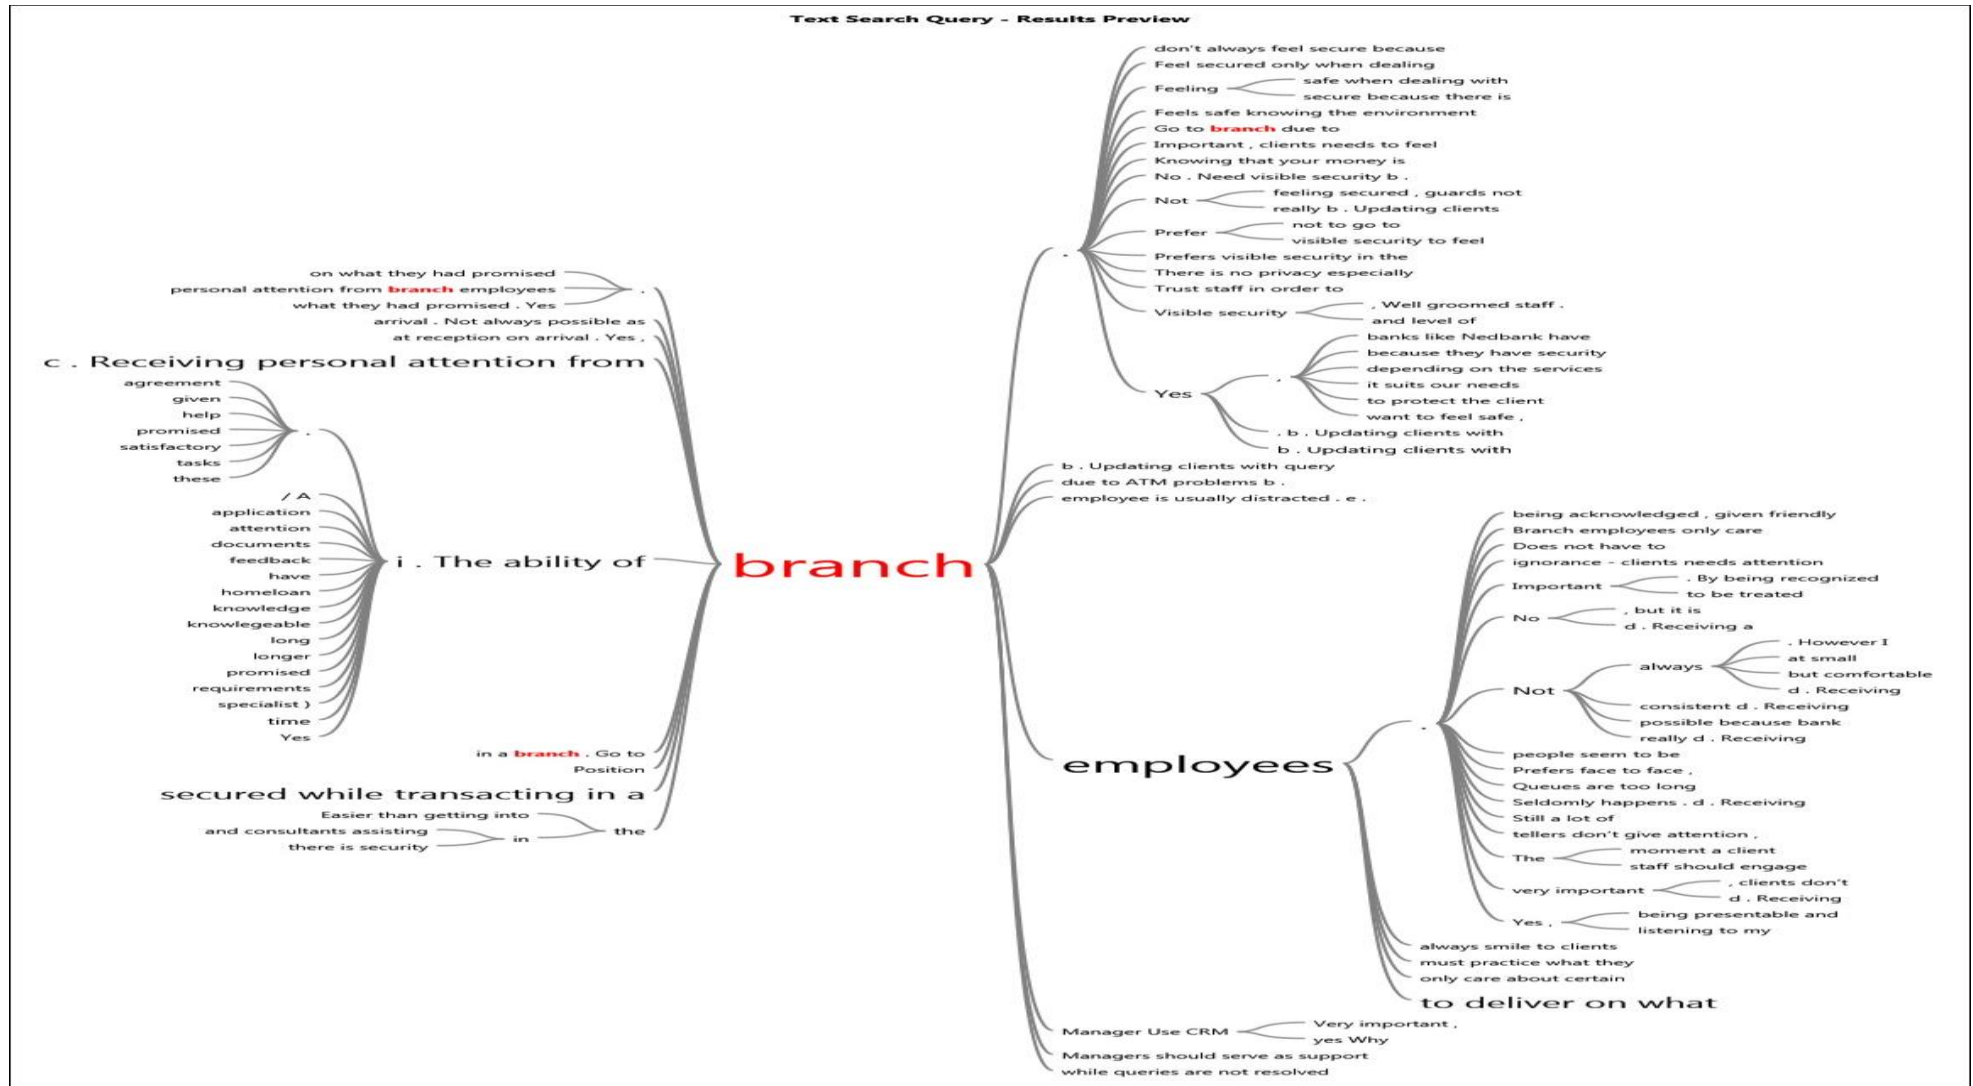 Text Search Query - Results Preview
on what they had promised
personal attention from branch employees
what they had promised . Yes
.
arrival . Not always possible as
at reception on arrival . Yes ,
c . Receiving personal attention from
agreement
given
help
promised
satisfactory
tasks
these
.
/ A
application
attention
documents
feedback
have
homeloan
knowledge
knowlegeable
long
longer
promised
requirements
specialist )
time
Yes
i . The ability of
in a branch . Go to
Position
secured while transacting in a
Easier than getting into
and consultants assisting
there is security
in
the
branch
.
don't always feel secure because
Feel secured only when dealing
Feeling
safe when dealing with
secure because there is
Feels safe knowing the environment
Go to branch due to
Important , clients needs to feel
Knowing that your money is
No . Need visible security b .
Not
feeling secured , guards not
really b . Updating clients
Prefer
not to go to
visible security to feel
Prefers visible security in the
There is no privacy especially
Trust staff in order to
Visible security
, Well groomed staff .
and level of
Yes
,
banks like Nedbank have
because they have security
depending on the services
it suits our needs
to protect the client
want to feel safe ,
. b . Updating clients with
b . Updating clients with
b . Updating clients with query
due to ATM problems b .
employee is usually distracted . e .
employees
.
being acknowledged , given friendly
Branch employees only care
Does not have to
ignorance - clients needs attention
Important
. By being recognized
to be treated
No
, but it is
d . Receiving a
Not
always
. However I
at small
but comfortable
d . Receiving
consistent d . Receiving
possible because bank
really d . Receiving
people seem to be
Prefers face to face ,
Queues are too long
Seldomly happens . d . Receiving
Still a lot of
tellers don't give attention ,
The
moment a client
staff should engage
very important
, clients don't
d . Receiving
Yes ,
being presentable and
listening to my
always smile to clients
must practice what they
only care about certain
to deliver on what
Manager Use CRM
Very important ,
yes Why
Managers should serve as support
while queries are not resolved